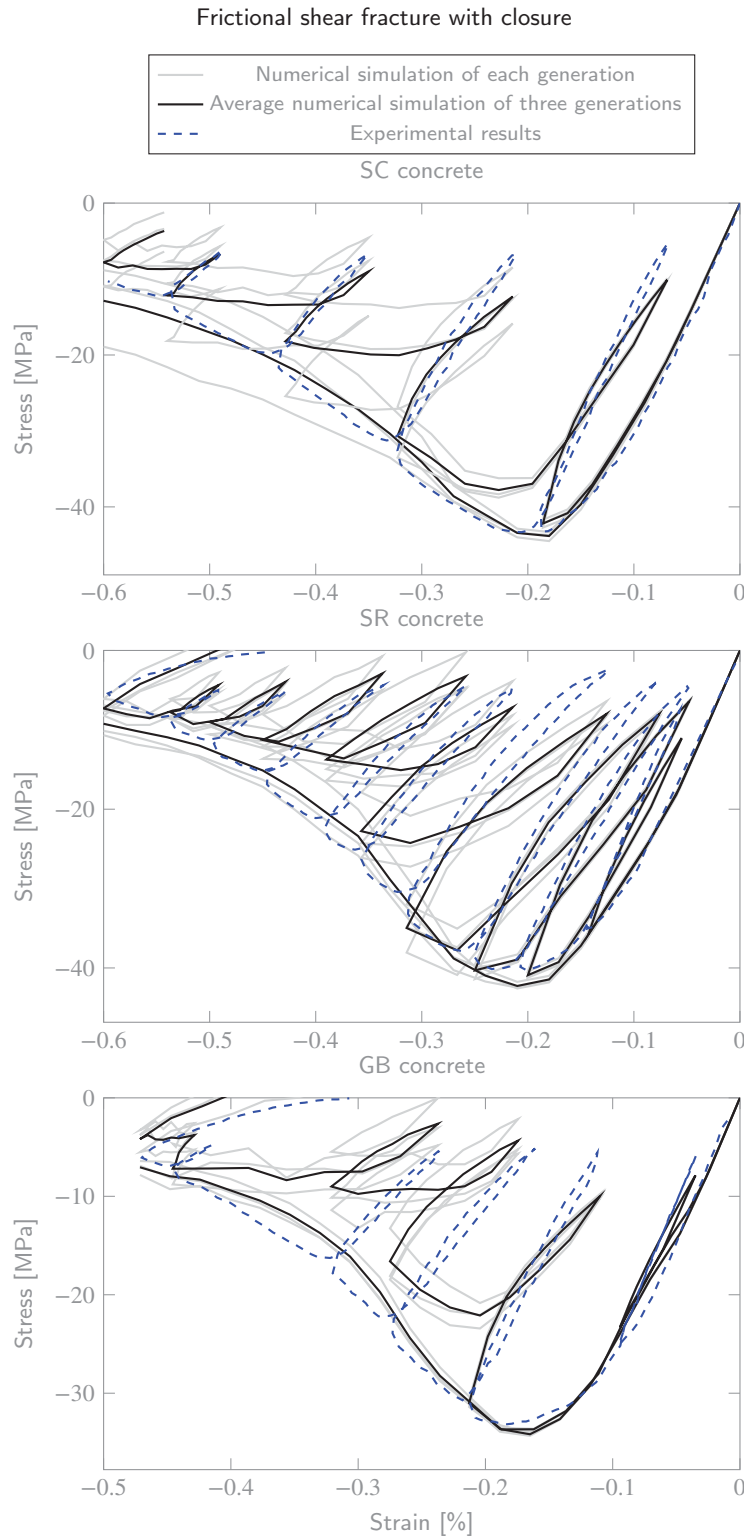 Frictional shear fracture with closure
Numerical simulation of each generation
Average numerical simulation of three generations
Experimental results
SC concrete
0
−20
−40
Stress [MPa]
−0.6 −0.5 −0.4 −0.3 −0.2 −0.1 0
SR concrete
0
−20
−40
Stress [MPa]
−0.6 −0.5 −0.4 −0.3 −0.2 −0.1 0
GB concrete
0
−10
−20
−30
Stress [MPa]
−0.5 −0.4 −0.3 −0.2 −0.1 0
Strain [%]